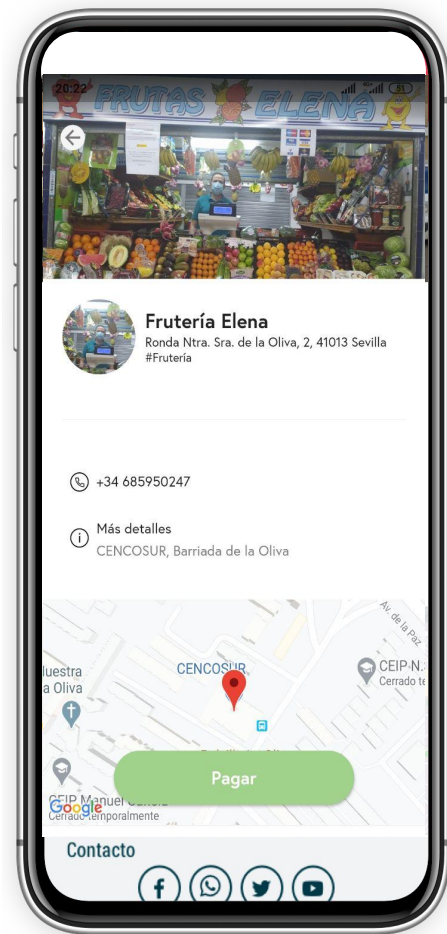 20:22
51
FRUTAS ELENA
Frutería Elena
Ronda Ntra. Sra. de la Oliva, 2, 41013 Sevilla
#Frutería
+34 685950247
Más detalles
CENCOSUR, Barriada de la Oliva
Av. de la Paz
CENCOSUR
CEIP N.
Cerrado te
uestra
a Oliva
Pagar
CEIP Manuel
Google
Cerrado temporalmente
Contacto